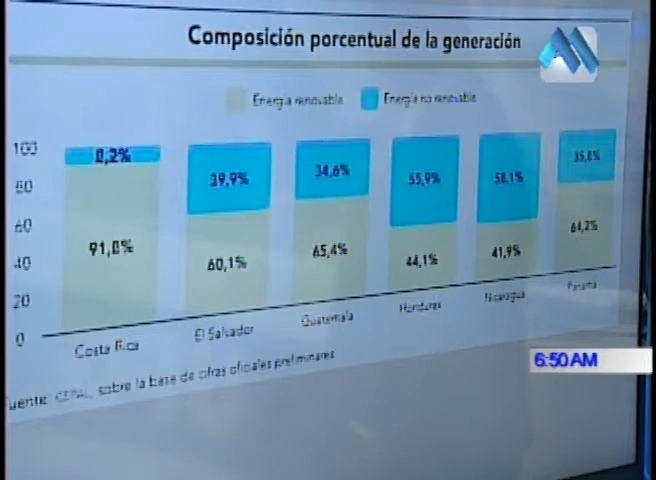 Composición porcentual de la generación
Energía renovable
Energía no renovable
100
80
60
40
20
0
8,2%
91,8%
39,9%
60,1%
34,6%
65,4%
55,9%
44,1%
58,1%
41,9%
35,8%
64,2%
Costa Rica
El Salvador
Guatemala
Honduras
Nicaragua
Panamá
Fuente: CEPAL, sobre la base de cifras oficiales preliminares
6:50AM